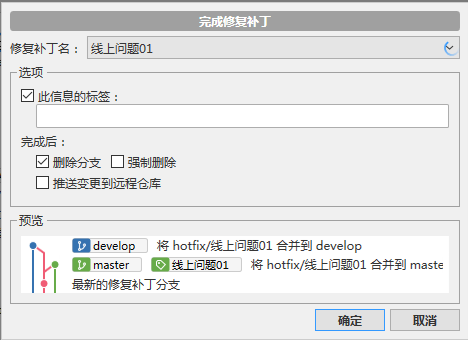 完成修复补丁
修复补丁名： 线上问题01
选项
此信息的标签：
完成后：
删除分支 强制删除
推送变更到远程仓库
预览
develop 将 hotfix/线上问题01 合并到 develop
master 线上问题01 将 hotfix/线上问题01 合并到 maste
最新的修复补丁分支
确定 取消